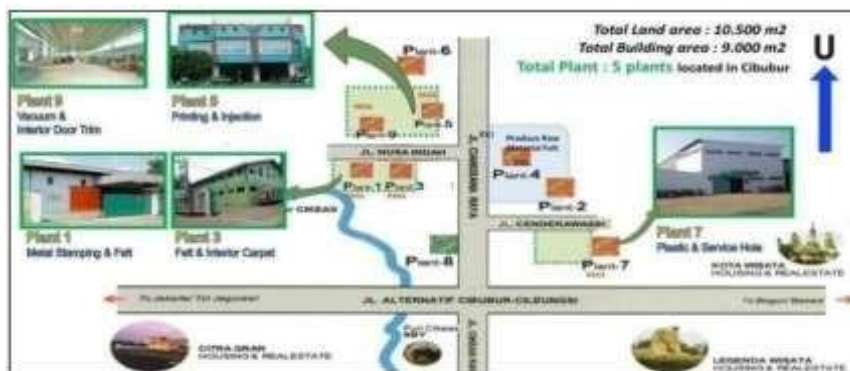 Total Land area : 10.500 m2
Total Building area : 9.000 m2
Total Plant : 5 plants located in Cibubur
U
Plant 9
Vacuum &
Interior Door Trim
Plant 5
Printing & Injection
Plant 1
Metal Stamping & Felt
Plant 3
Felt & Interior Carpet
Plant 7
Plastic & Service Hole
Plant-6
Plant-9
Plant-5
JL. NUSA INDAH
Plant-1
Plant-3
Plant-4
Plant-2
JL. CENDERAWASIH
Plant-7
Plant-8
KOTA WISATA
HOUSING & REALESTATE
JL. ALTERNATIF CIBUBUR-CILEUNGSI
CITRA GRAN
HOUSING & REALESTATE
LEGENDA WISATA
HOUSING & REALESTATE